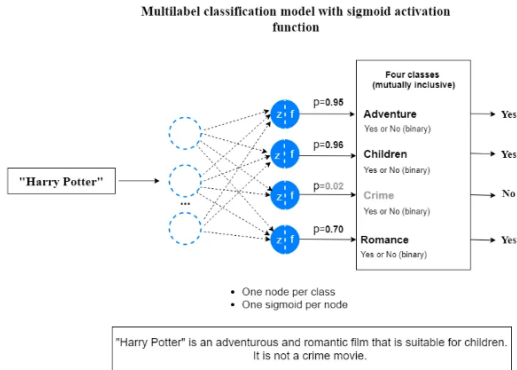 Multilabel classification model with sigmoid activation
function
Four classes
(mutually inclusive)
"Harry Potter"
...
z f
p=0.95
Adventure
Yes or No (binary)
Yes
z f
p=0.96
Children
Yes or No (binary)
Yes
z f
p=0.02
Crime
Yes or No (binary)
No
z f
p=0.70
Romance
Yes or No (binary)
Yes
• One node per class
• One sigmoid per node
"Harry Potter" is an adventurous and romantic film that is suitable for children.
It is not a crime movie.